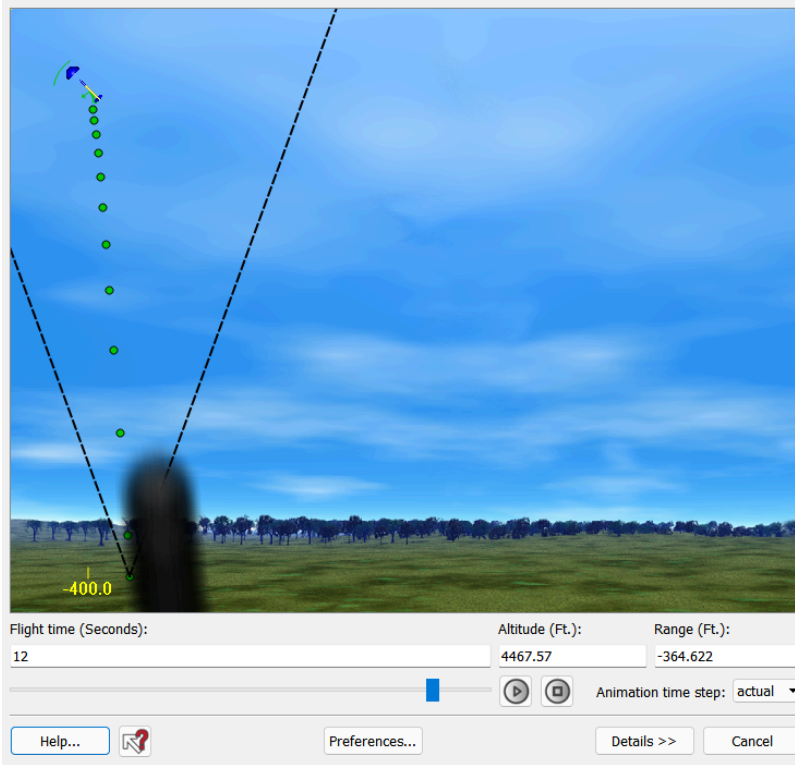 -400.0
Flight time (Seconds): Altitude (Ft.): Range (Ft.):
12 4467.57 -364.622
Animation time step: actual
Help... Preferences... Details >> Cancel